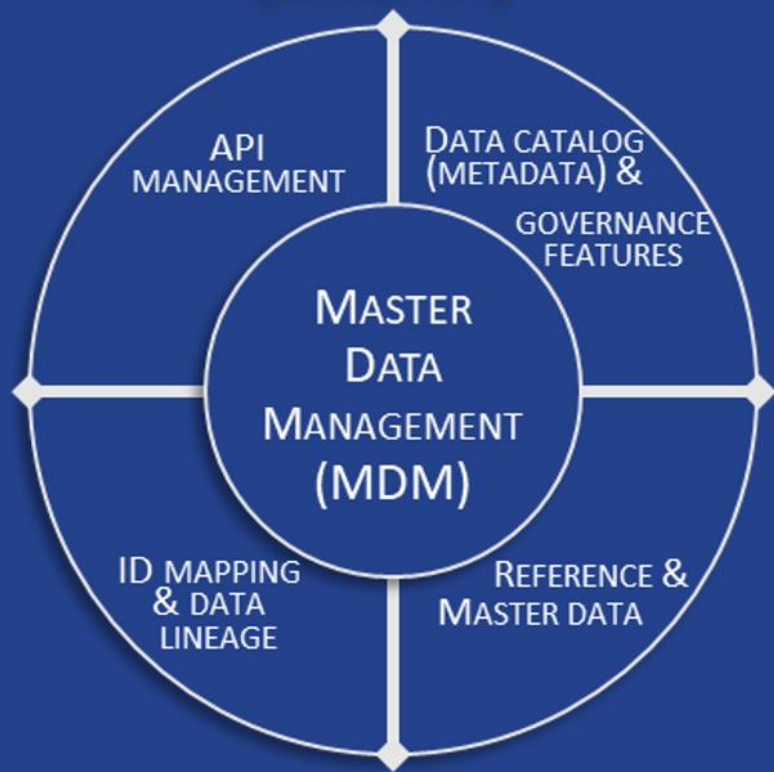 API
MANAGEMENT
DATA CATALOG
(METADATA) &
GOVERNANCE
FEATURES
MASTER
DATA
MANAGEMENT
(MDM)
ID MAPPING
& DATA
LINEAGE
REFERENCE &
MASTER DATA